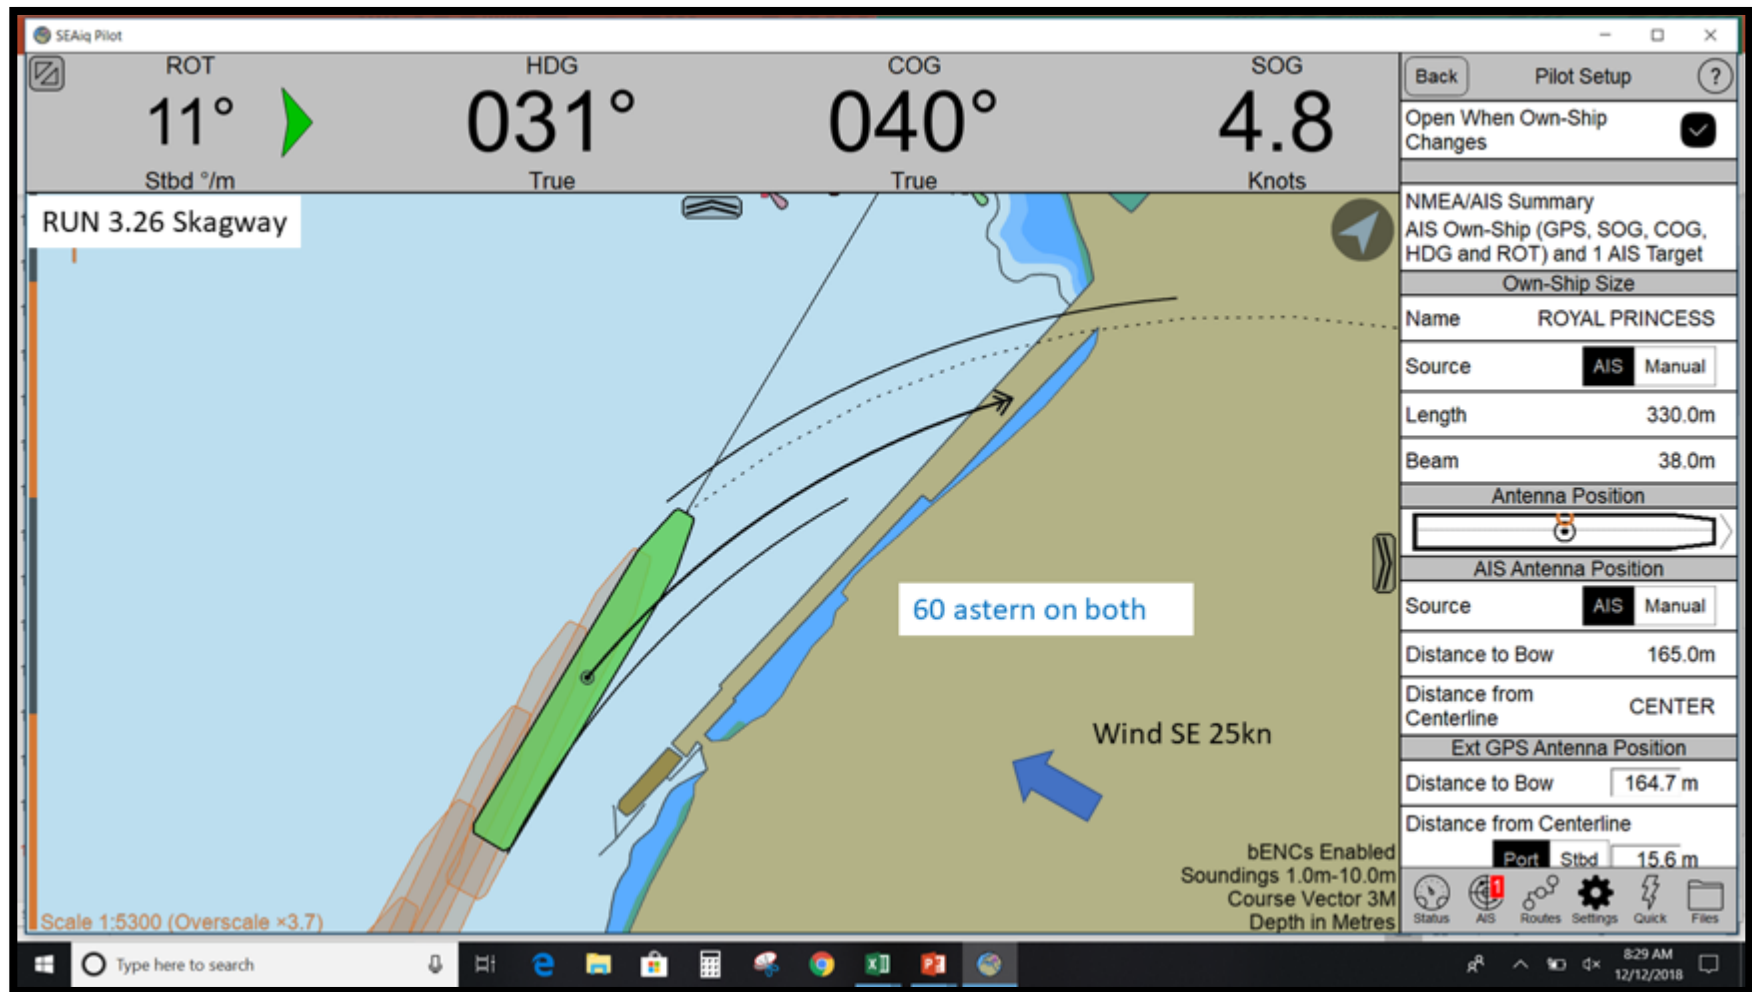 SEAiq Pilot
ROT
11°
Stbd °/m
HDG
031°
True
COG
040°
True
SOG
4.8
Knots
RUN 3.26 Skagway
60 astern on both
Wind SE 25kn
bENCs Enabled
Soundings 1.0m-10.0m
Course Vector 3M
Depth in Metres
Scale 1:5300 (Overscale ×3.7)
Back
Pilot Setup
?
Open When Own-Ship
Changes
NMEA/AIS Summary
AIS Own-Ship (GPS, SOG, COG,
HDG and ROT) and 1 AIS Target
Own-Ship Size
Name ROYAL PRINCESS
Source AIS Manual
Length 330.0m
Beam 38.0m
Antenna Position
AIS Antenna Position
Source AIS Manual
Distance to Bow 165.0m
Distance from
Centerline CENTER
Ext GPS Antenna Position
Distance to Bow 164.7 m
Distance from Centerline
Port Stbd 15.6 m
1
Status AIS Routes Settings Quick Files
Type here to search
8:29 AM
12/12/2018